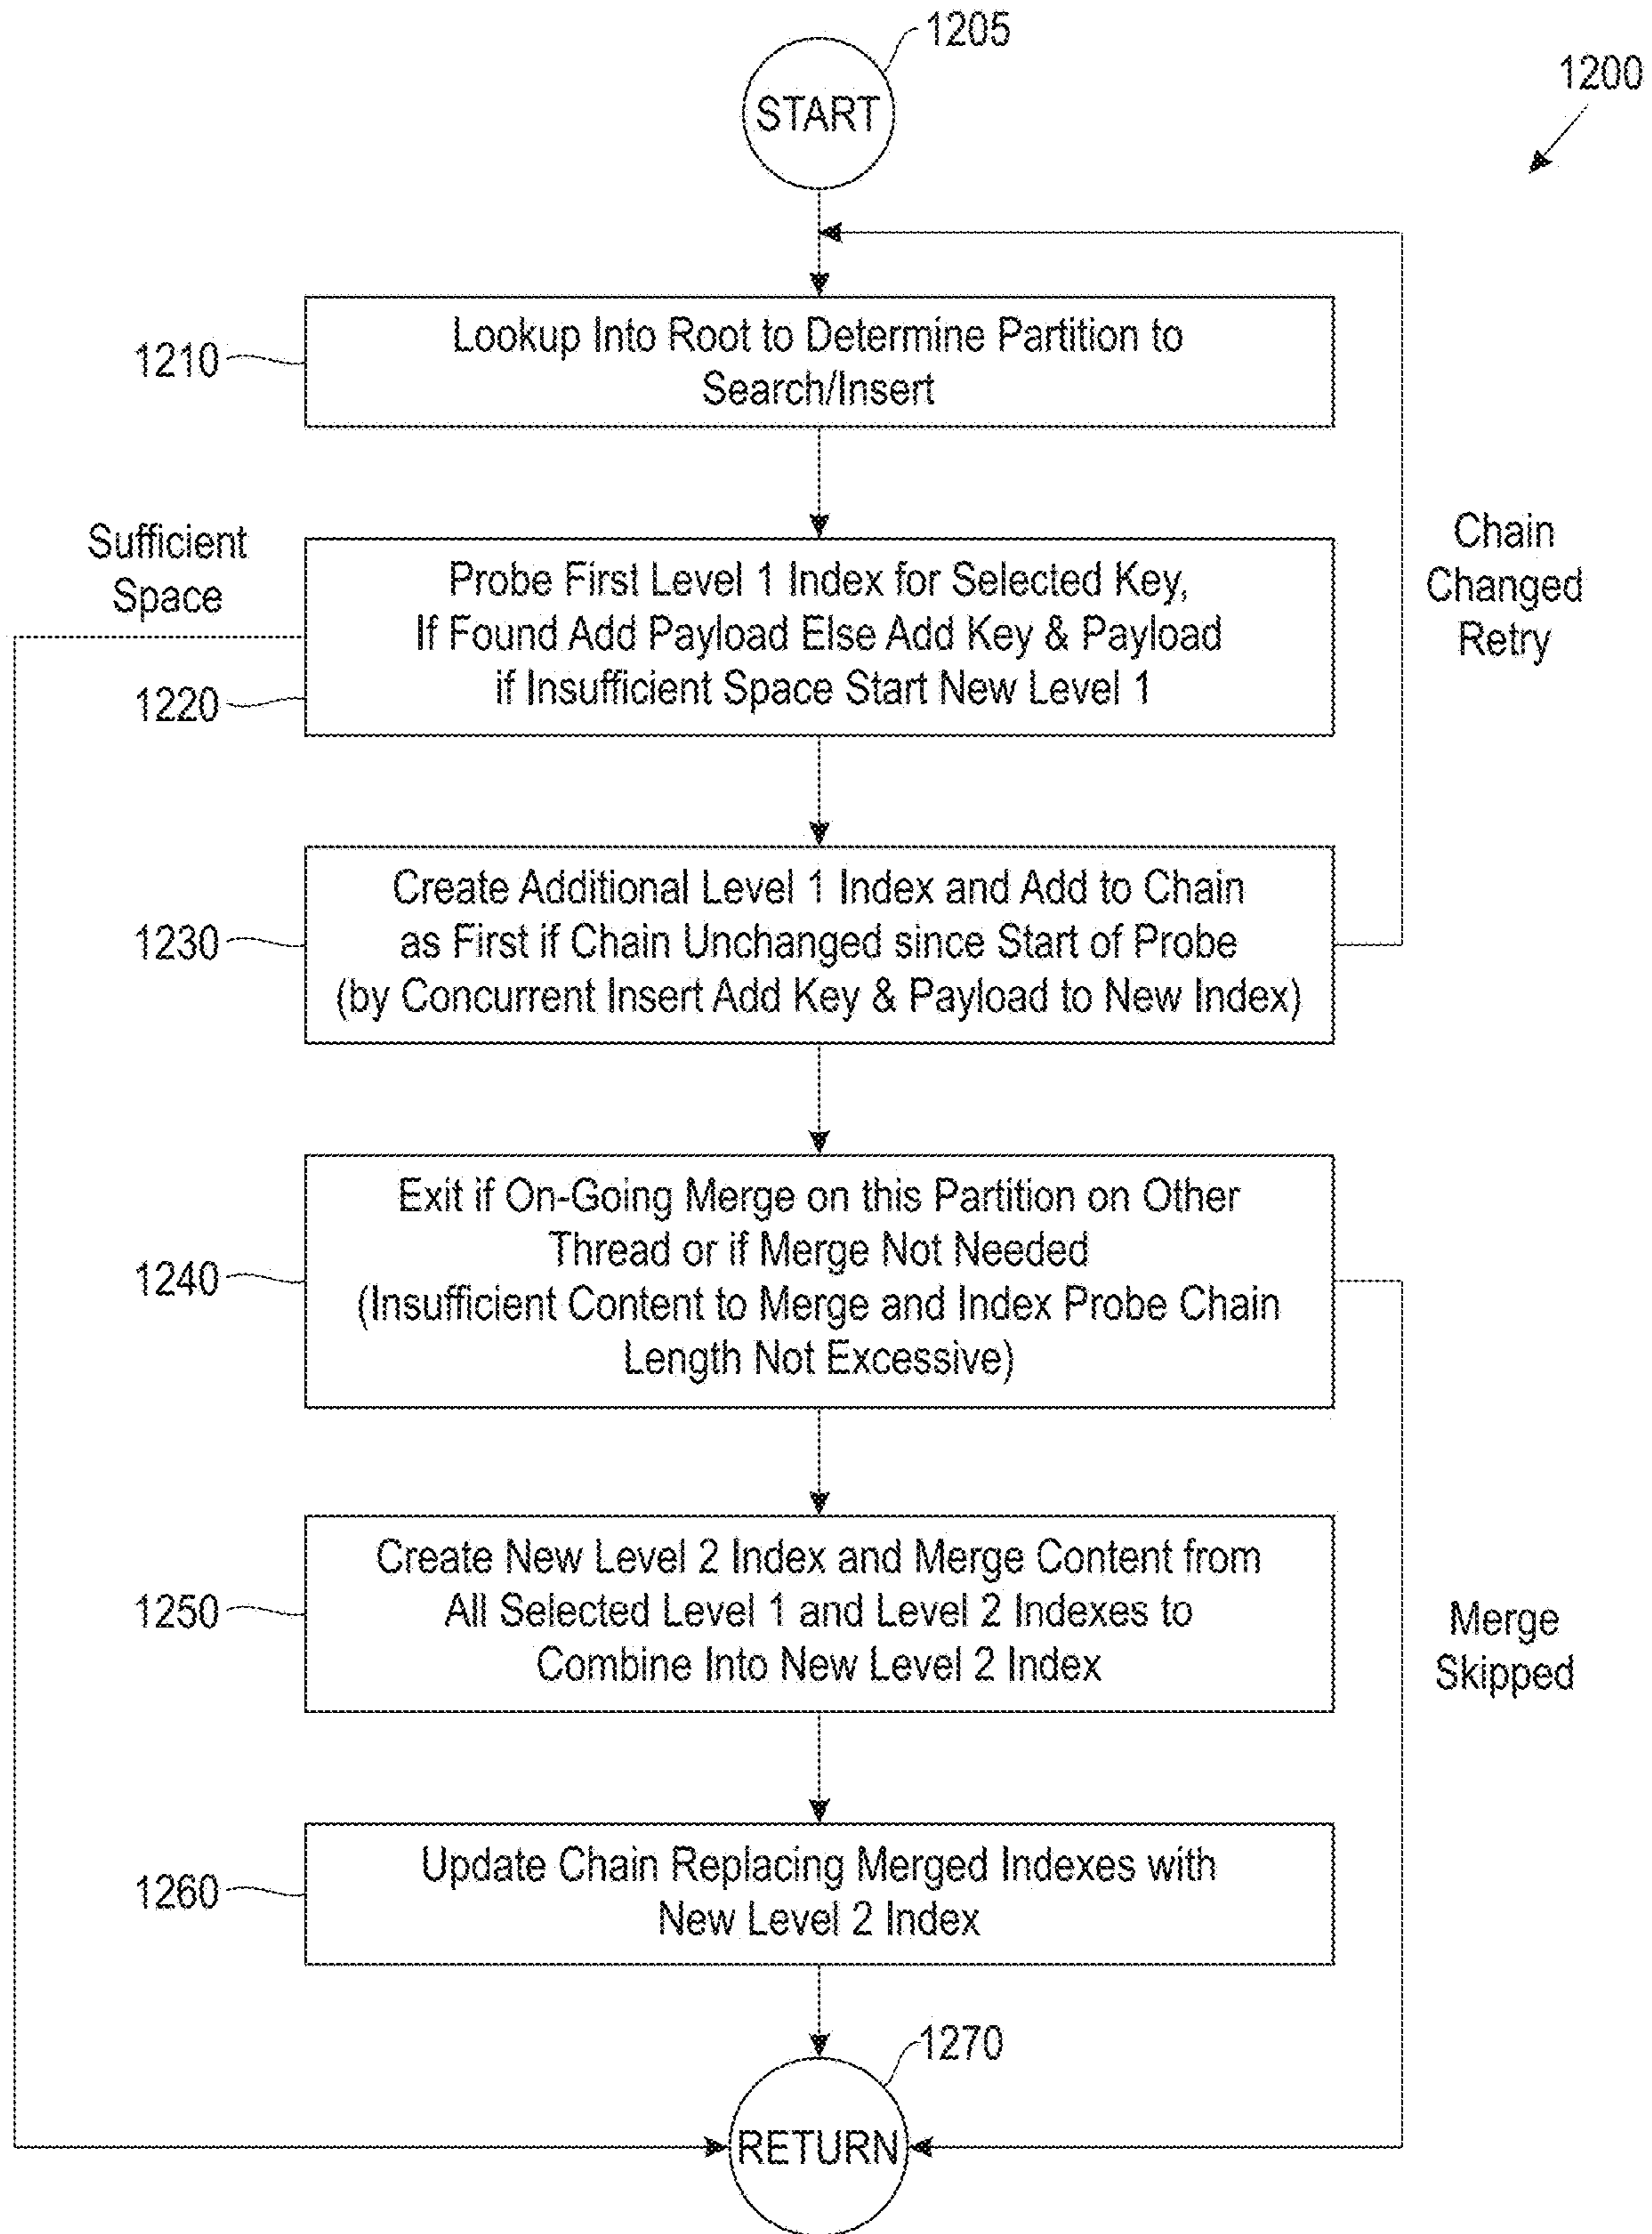 1205
1200
START
1210
Lookup Into Root to Determine Partition to
Search/Insert
Sufficient
Space
1220
Probe First Level 1 Index for Selected Key,
If Found Add Payload Else Add Key & Payload
if Insufficient Space Start New Level 1
Chain
Changed
Retry
1230
Create Additional Level 1 Index and Add to Chain
as First if Chain Unchanged since Start of Probe
(by Concurrent Insert Add Key & Payload to New Index)
1240
Exit if On-Going Merge on this Partition on Other
Thread or if Merge Not Needed
(Insufficient Content to Merge and Index Probe Chain
Length Not Excessive)
1250
Create New Level 2 Index and Merge Content from
All Selected Level 1 and Level 2 Indexes to
Combine Into New Level 2 Index
Merge
Skipped
1260
Update Chain Replacing Merged Indexes with
New Level 2 Index
1270
RETURN